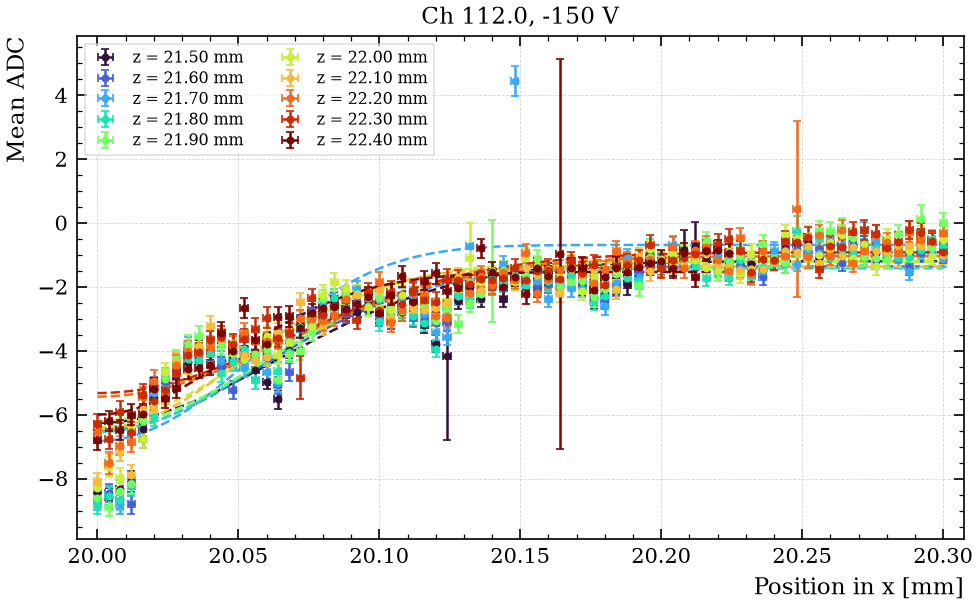 Ch 112.0, -150 V
Mean ADC
z = 21.50 mm
z = 21.60 mm
z = 21.70 mm
z = 21.80 mm
z = 21.90 mm
z = 22.00 mm
z = 22.10 mm
z = 22.20 mm
z = 22.30 mm
z = 22.40 mm
4
2
0
−2
−4
−6
−8
20.00 20.05 20.10 20.15 20.20 20.25 20.30
Position in x [mm]